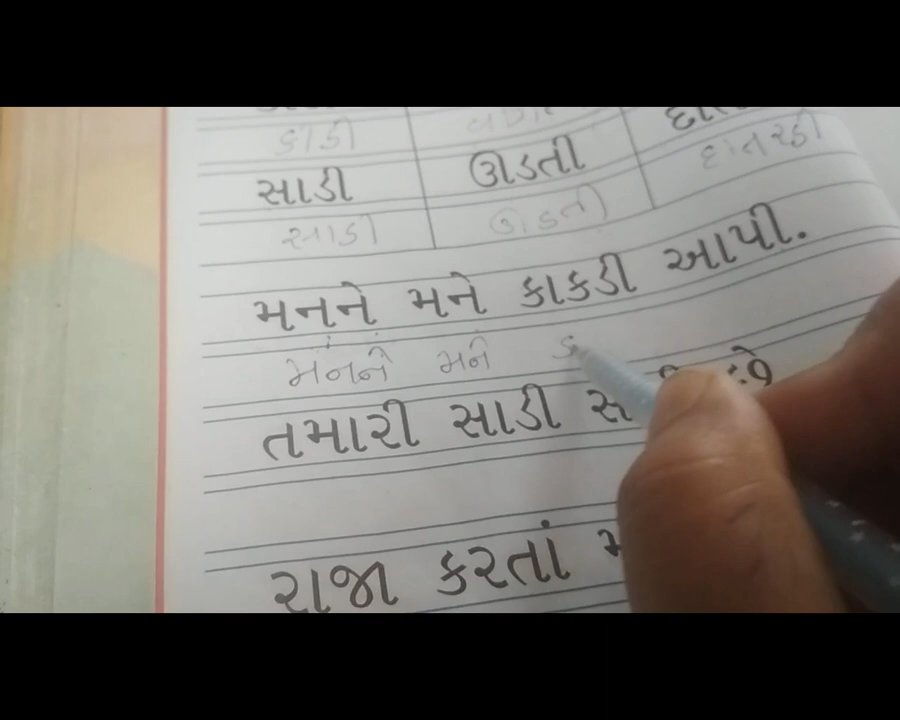 કાડી
સાડી ઊડતી
સાડી ઊડતી દાતરડી
મનને મને કાકડી આપી.
મનને મને ક
તમારી સાડી
રાજા કરતાં